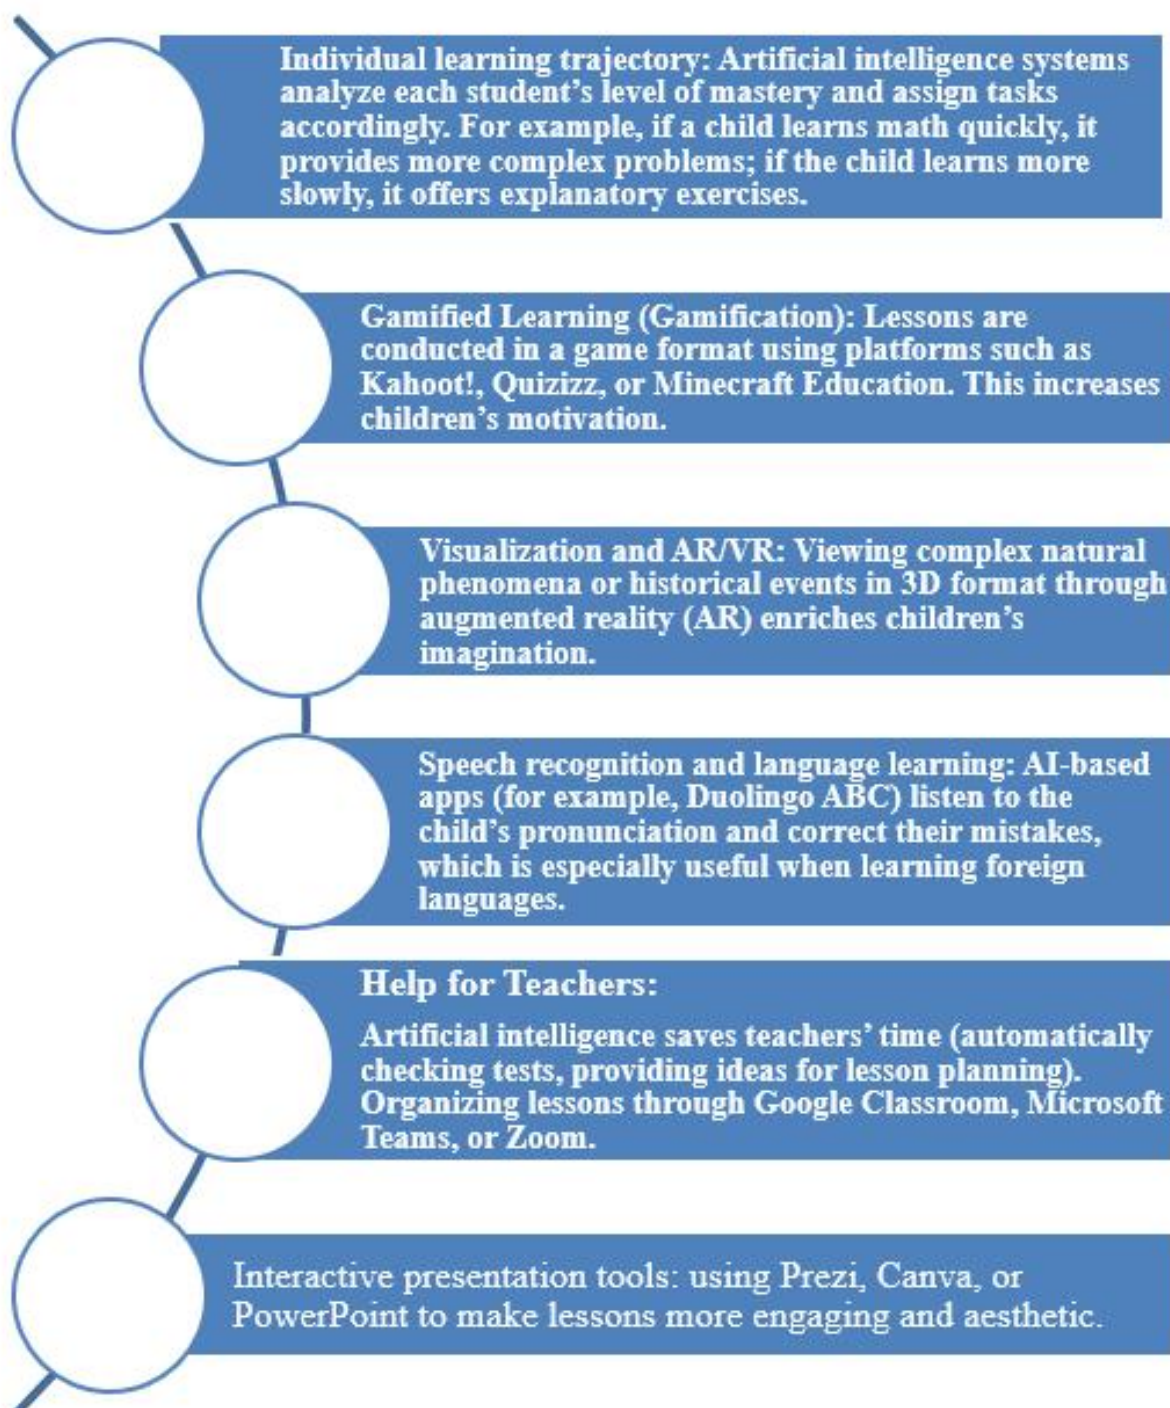 Individual learning trajectory: Artificial intelligence systems
analyze each student’s level of mastery and assign tasks
accordingly. For example, if a child learns math quickly, it
provides more complex problems; if the child learns more
slowly, it offers explanatory exercises.
Gamified Learning (Gamification): Lessons are
conducted in a game format using platforms such as
Kahoot!, Quizizz, or Minecraft Education. This increases
children’s motivation.
Visualization and AR/VR: Viewing complex natural
phenomena or historical events in 3D format through
augmented reality (AR) enriches children’s
imagination.
Speech recognition and language learning: AI-based
apps (for example, Duolingo ABC) listen to the
child’s pronunciation and correct their mistakes,
which is especially useful when learning foreign
languages.
Help for Teachers:
Artificial intelligence saves teachers’ time (automatically
checking tests, providing ideas for lesson planning).
Organizing lessons through Google Classroom, Microsoft
Teams, or Zoom.
Interactive presentation tools: using Prezi, Canva, or
PowerPoint to make lessons more engaging and aesthetic.